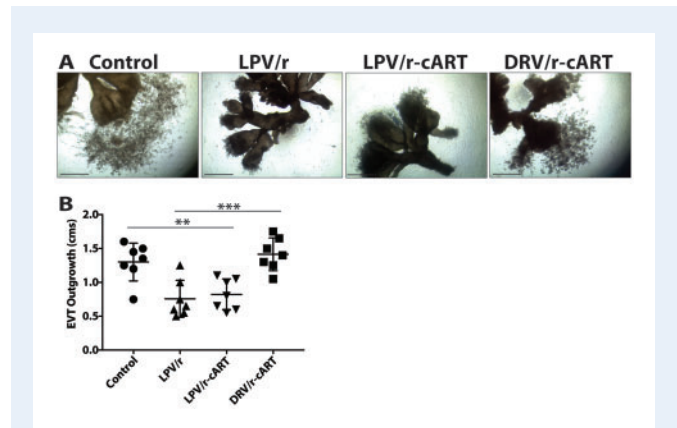 A Control LPV/r LPV/r-cART DRV/r-cART
B
***
**
EVT Outgrowth (cms)
2.0
1.5
1.0
0.5
0.0
Control
LPV/r
LPV/r-cART
DRV/r-cART